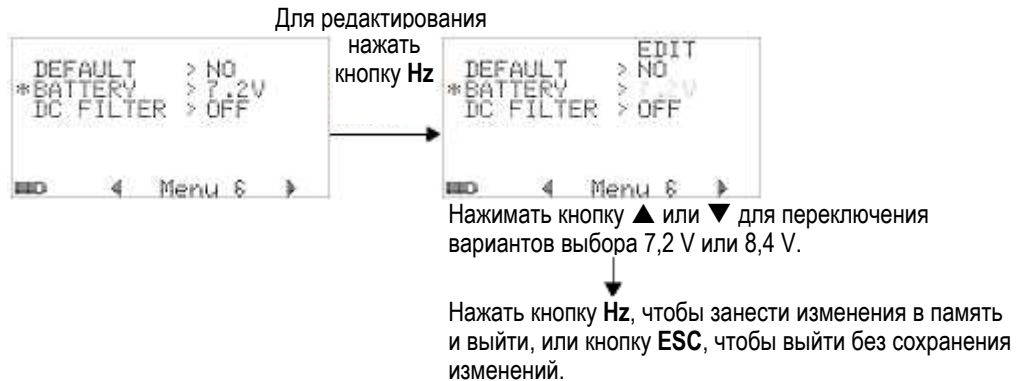 Для редактирования
нажать
кнопку Hz
DEFAULT > NO
*BATTERY > 7.2V
DC FILTER > OFF
Menu 6
EDIT
DEFAULT > NO
*BATTERY > 7.2V
DC FILTER > OFF
Menu 6
Нажимать кнопку ▲ или ▼ для переключения
вариантов выбора 7,2 V или 8,4 V.
Нажать кнопку Hz, чтобы занести изменения в память
и выйти, или кнопку ESC, чтобы выйти без сохранения
изменений.